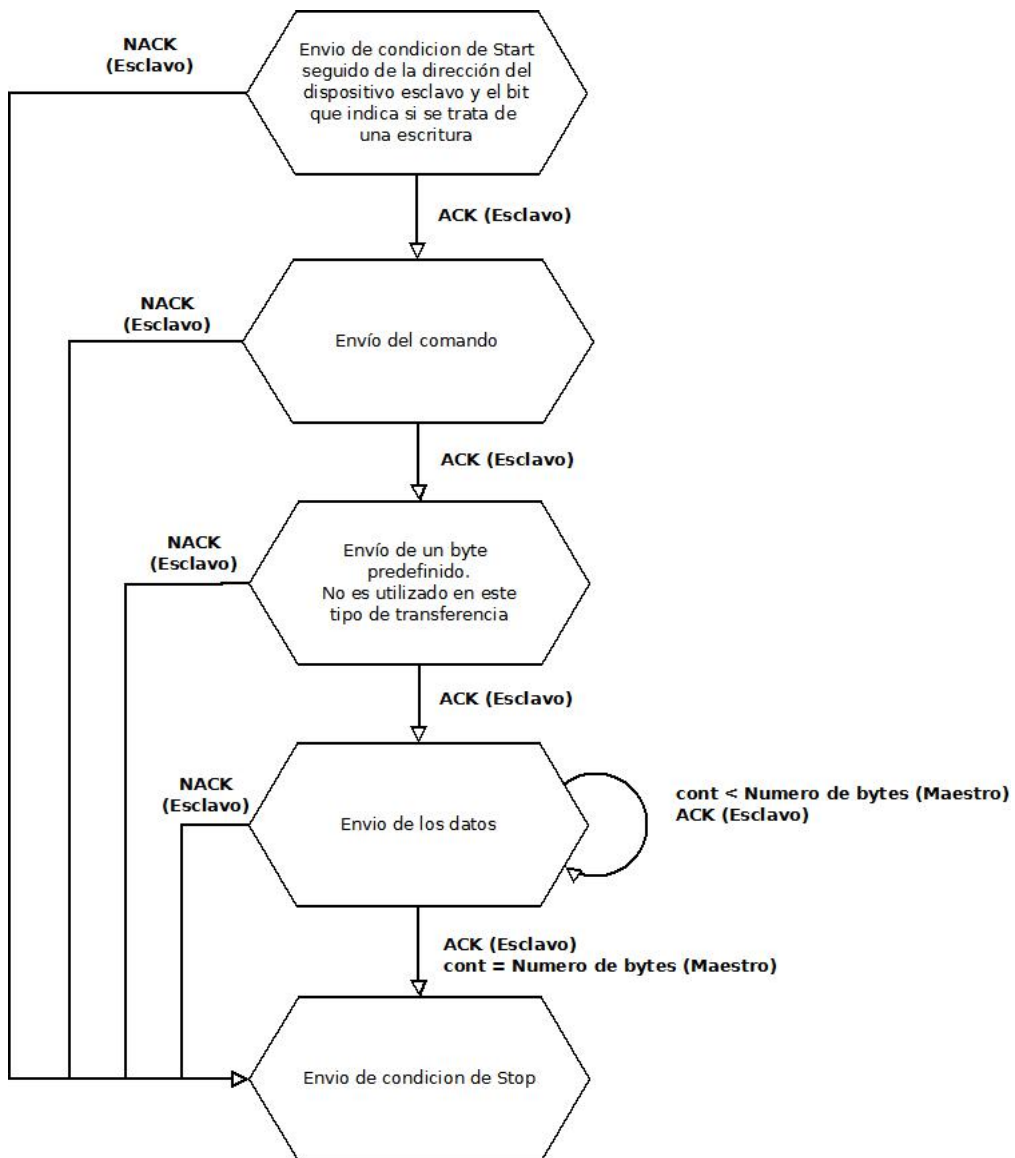 NACK
(Esclavo)
Envio de condicion de Start
seguido de la dirección del
dispositivo esclavo y el bit
que indica si se trata de
una escritura
ACK (Esclavo)
NACK
(Esclavo)
Envío del comando
ACK (Esclavo)
NACK
(Esclavo)
Envío de un byte
predefinido.
No es utilizado en este
tipo de transferencia
ACK (Esclavo)
NACK
(Esclavo)
Envio de los datos
cont < Numero de bytes (Maestro)
ACK (Esclavo)
ACK (Esclavo)
cont = Numero de bytes (Maestro)
Envio de condicion de Stop